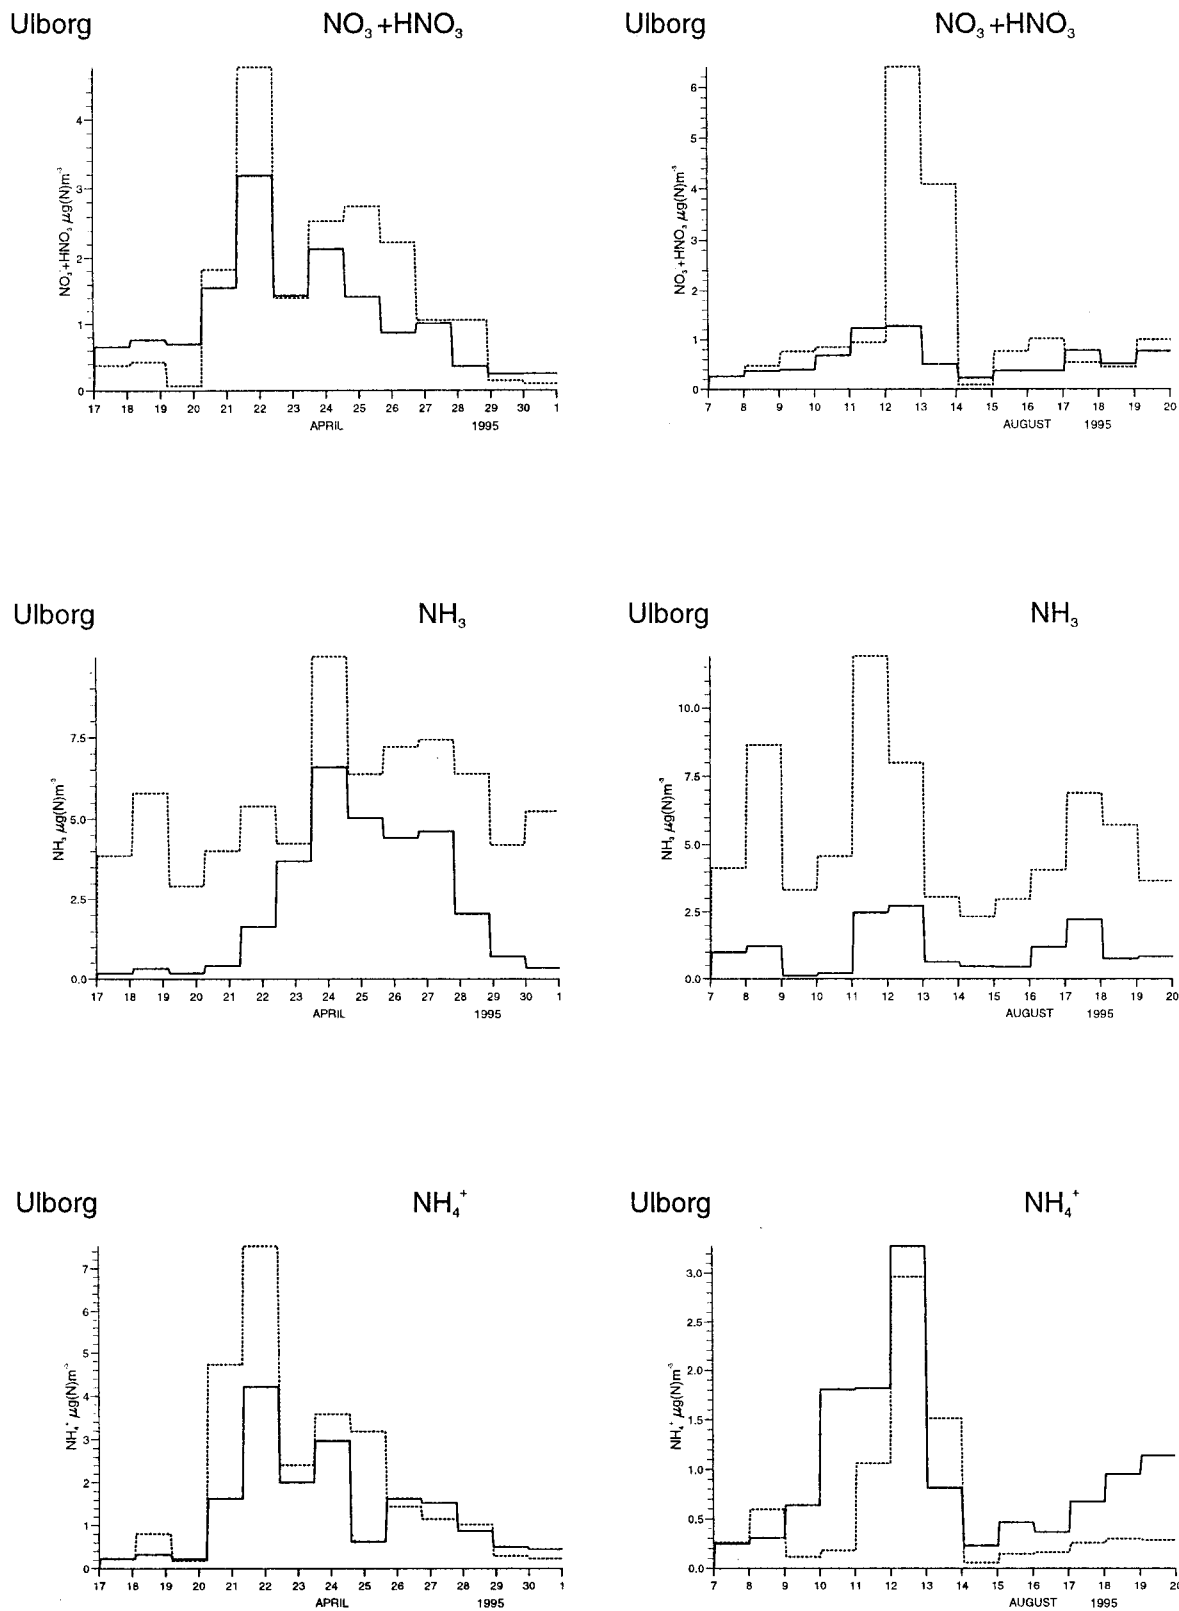 Ulborg NO₃+HNO₃ Ulborg NO₃+HNO₃
4
3
2
1
0
NO₃+HNO₃ μg(N)m⁻³
17 18 19 20 21 22 23 24 25 26 27 28 29 30 1
APRIL 1995
6
5
4
3
2
1
0
NO₃+HNO₃ μg(N)m⁻³
7 8 9 10 11 12 13 14 15 16 17 18 19 20
AUGUST 1995
Ulborg NH₃ Ulborg NH₃
7.5
5.0
2.5
0.0
NH₃ μg(N)m⁻³
17 18 19 20 21 22 23 24 25 26 27 28 29 30 1
APRIL 1995
10.0
7.5
5.0
2.5
0.0
NH₃ μg(N)m⁻³
7 8 9 10 11 12 13 14 15 16 17 18 19 20
AUGUST 1995
Ulborg NH₄⁺ Ulborg NH₄⁺
7
6
5
4
3
2
1
0
NH₄⁺ μg(N)m⁻³
17 18 19 20 21 22 23 24 25 26 27 28 29 30 1
APRIL 1995
3.0
2.5
2.0
1.5
1.0
0.5
0.0
NH₄⁺ μg(N)m⁻³
7 8 9 10 11 12 13 14 15 16 17 18 19 20
AUGUST 1995